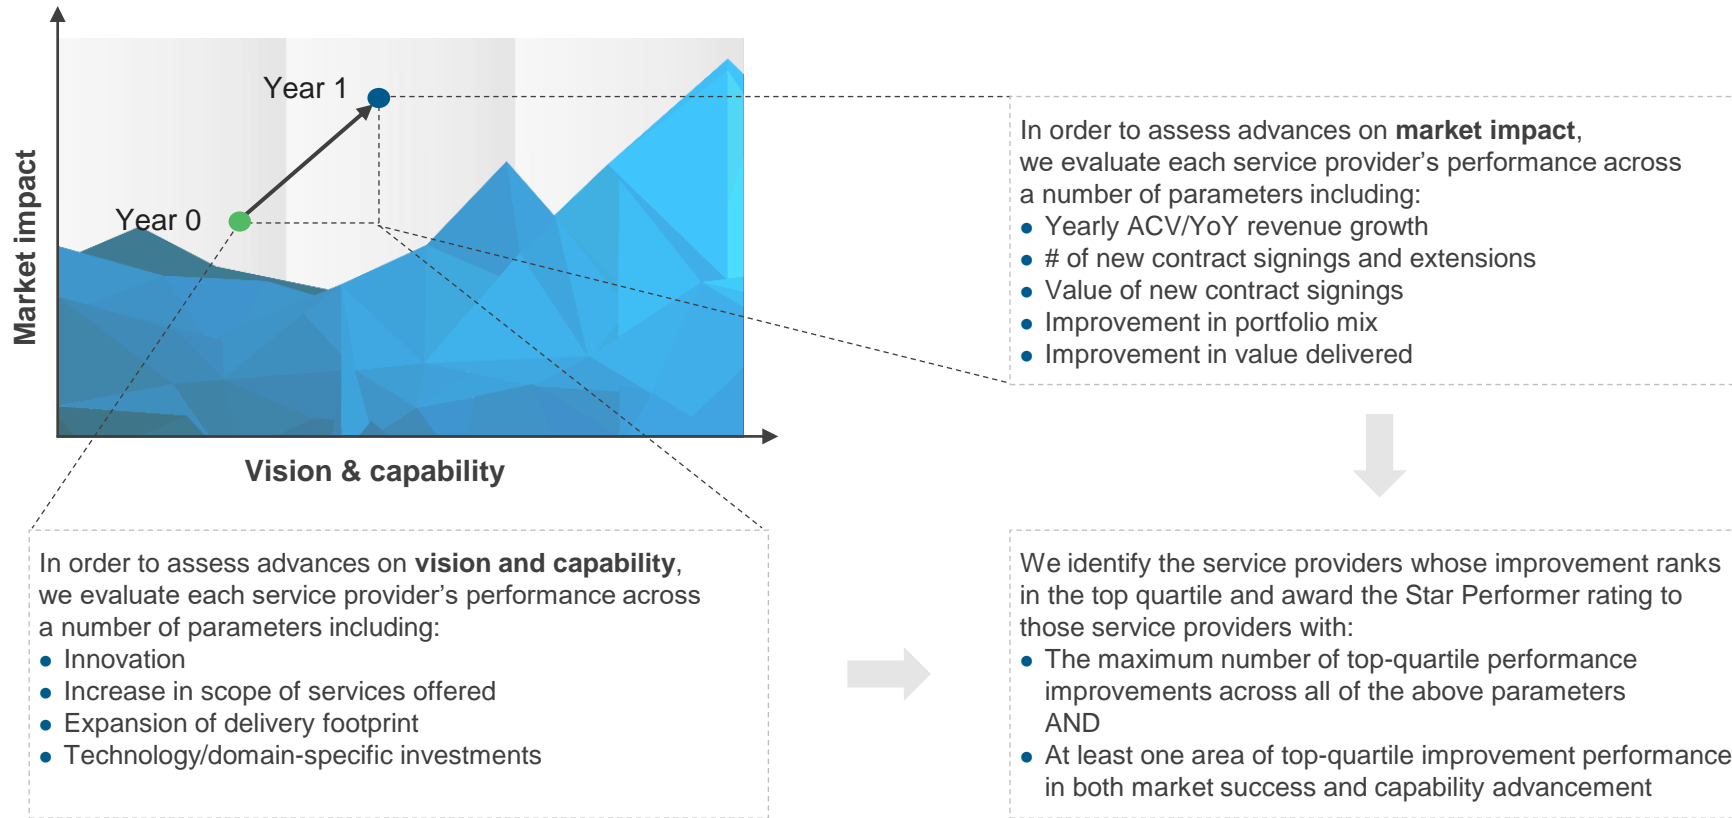 Market impact
Year 1
Year 0
Vision & capability
In order to assess advances on market impact,
we evaluate each service provider’s performance across
a number of parameters including:
● Yearly ACV/YoY revenue growth
● # of new contract signings and extensions
● Value of new contract signings
● Improvement in portfolio mix
● Improvement in value delivered
In order to assess advances on vision and capability,
we evaluate each service provider’s performance across
a number of parameters including:
● Innovation
● Increase in scope of services offered
● Expansion of delivery footprint
● Technology/domain-specific investments
We identify the service providers whose improvement ranks
in the top quartile and award the Star Performer rating to
those service providers with:
● The maximum number of top-quartile performance
improvements across all of the above parameters
AND
● At least one area of top-quartile improvement performance
in both market success and capability advancement